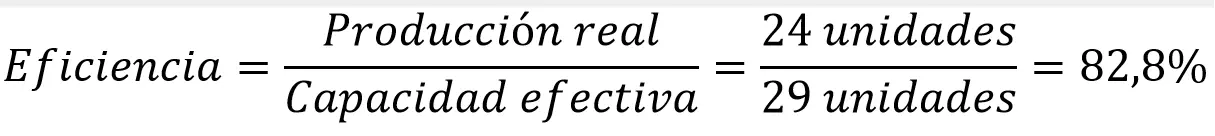 Eficiencia = Producción real / Capacidad efectiva = 24 unidades / 29 unidades = 82,8%